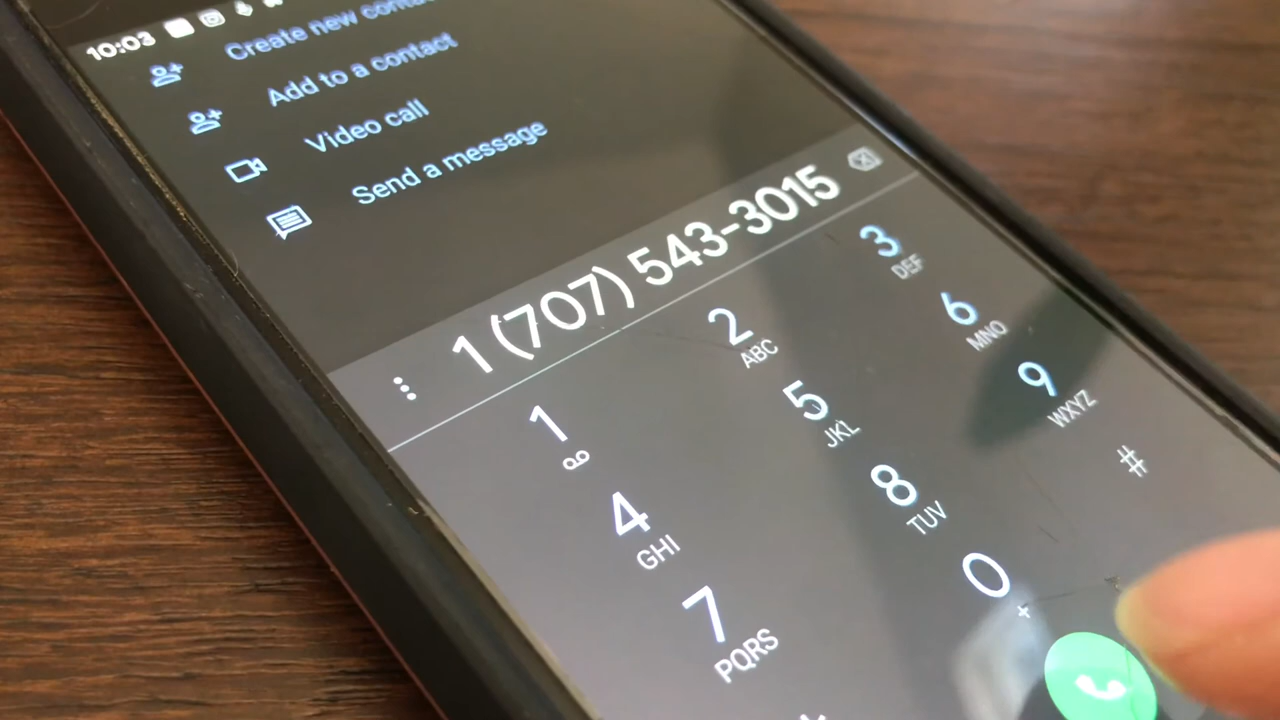 10:03
Create new conta
Add to a contact
Video call
Send a message
1 (707) 543-3015
1
2
ABC
3
DEF
4
GHI
5
JKL
6
MNO
7
PQRS
8
TUV
9
WXYZ
*
0
+
#